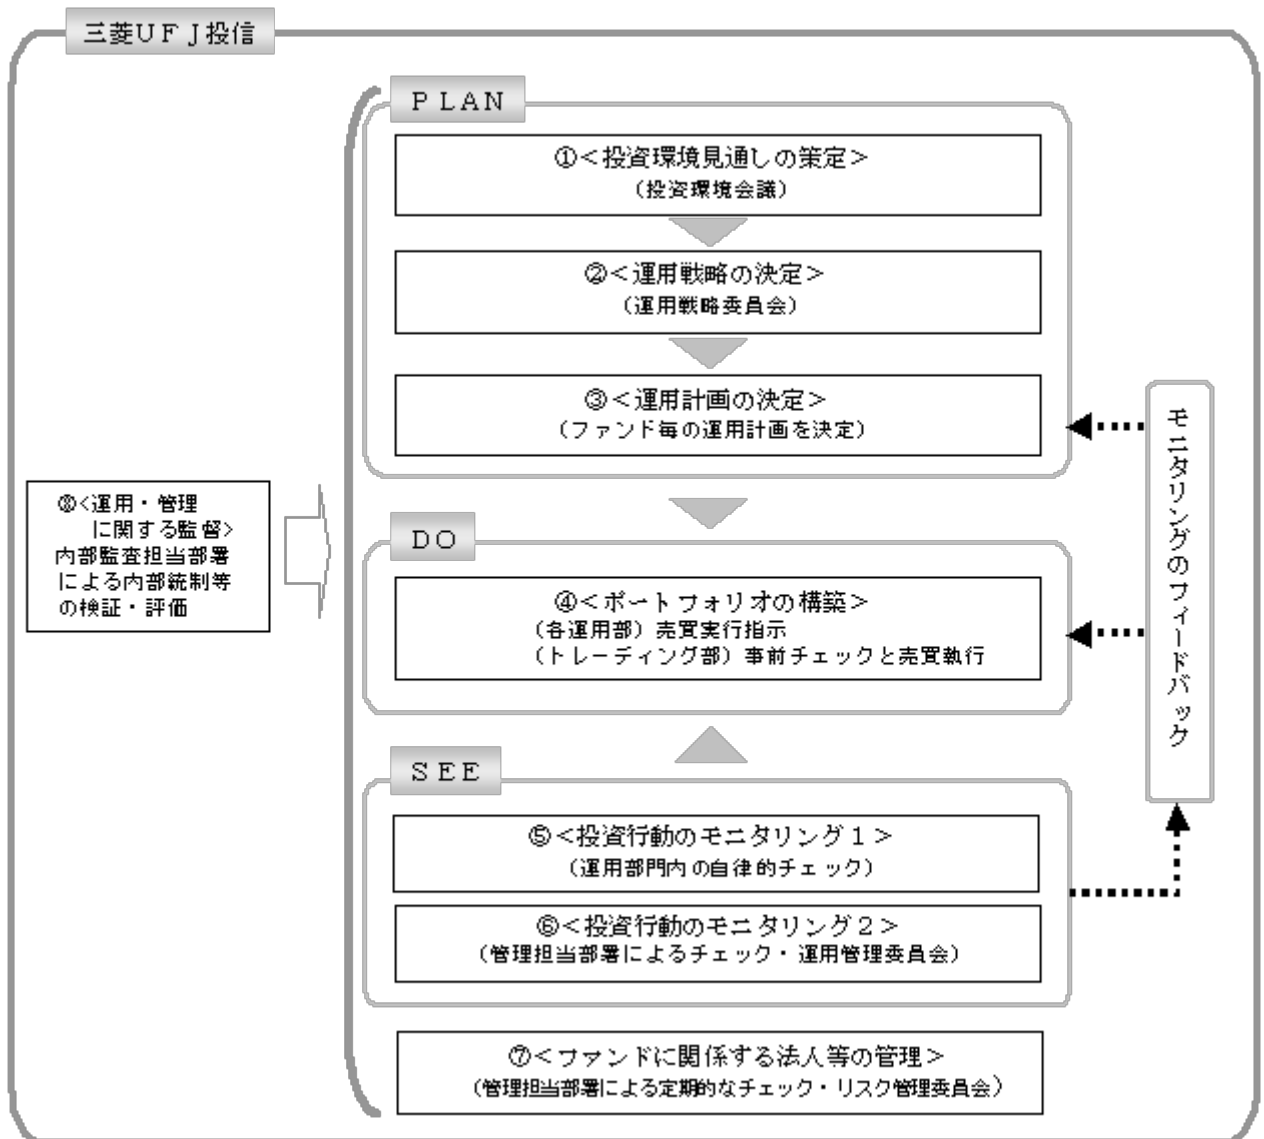 三菱UFJ投信
PLAN
①＜投資環境見通しの策定＞
（投資環境会議）
②＜運用戦略の決定＞
（運用戦略委員会）
③＜運用計画の決定＞
（ファンド毎の運用計画を決定）
⑧＜運用・管理
に関する監督＞
内部監査担当部署
による内部統制等
の検証・評価
DO
④＜ポートフォリオの構築＞
（各運用部）売買実行指示
（トレーディング部）事前チェックと売買執行
SEE
⑤＜投資行動のモニタリング１＞
（運用部門内の自律的チェック）
⑥＜投資行動のモニタリング２＞
（管理担当部署によるチェック・運用管理委員会）
⑦＜ファンドに関係する法人等の管理＞
（管理担当部署による定期的なチェック・リスク管理委員会）
モニタリングのフィードバック